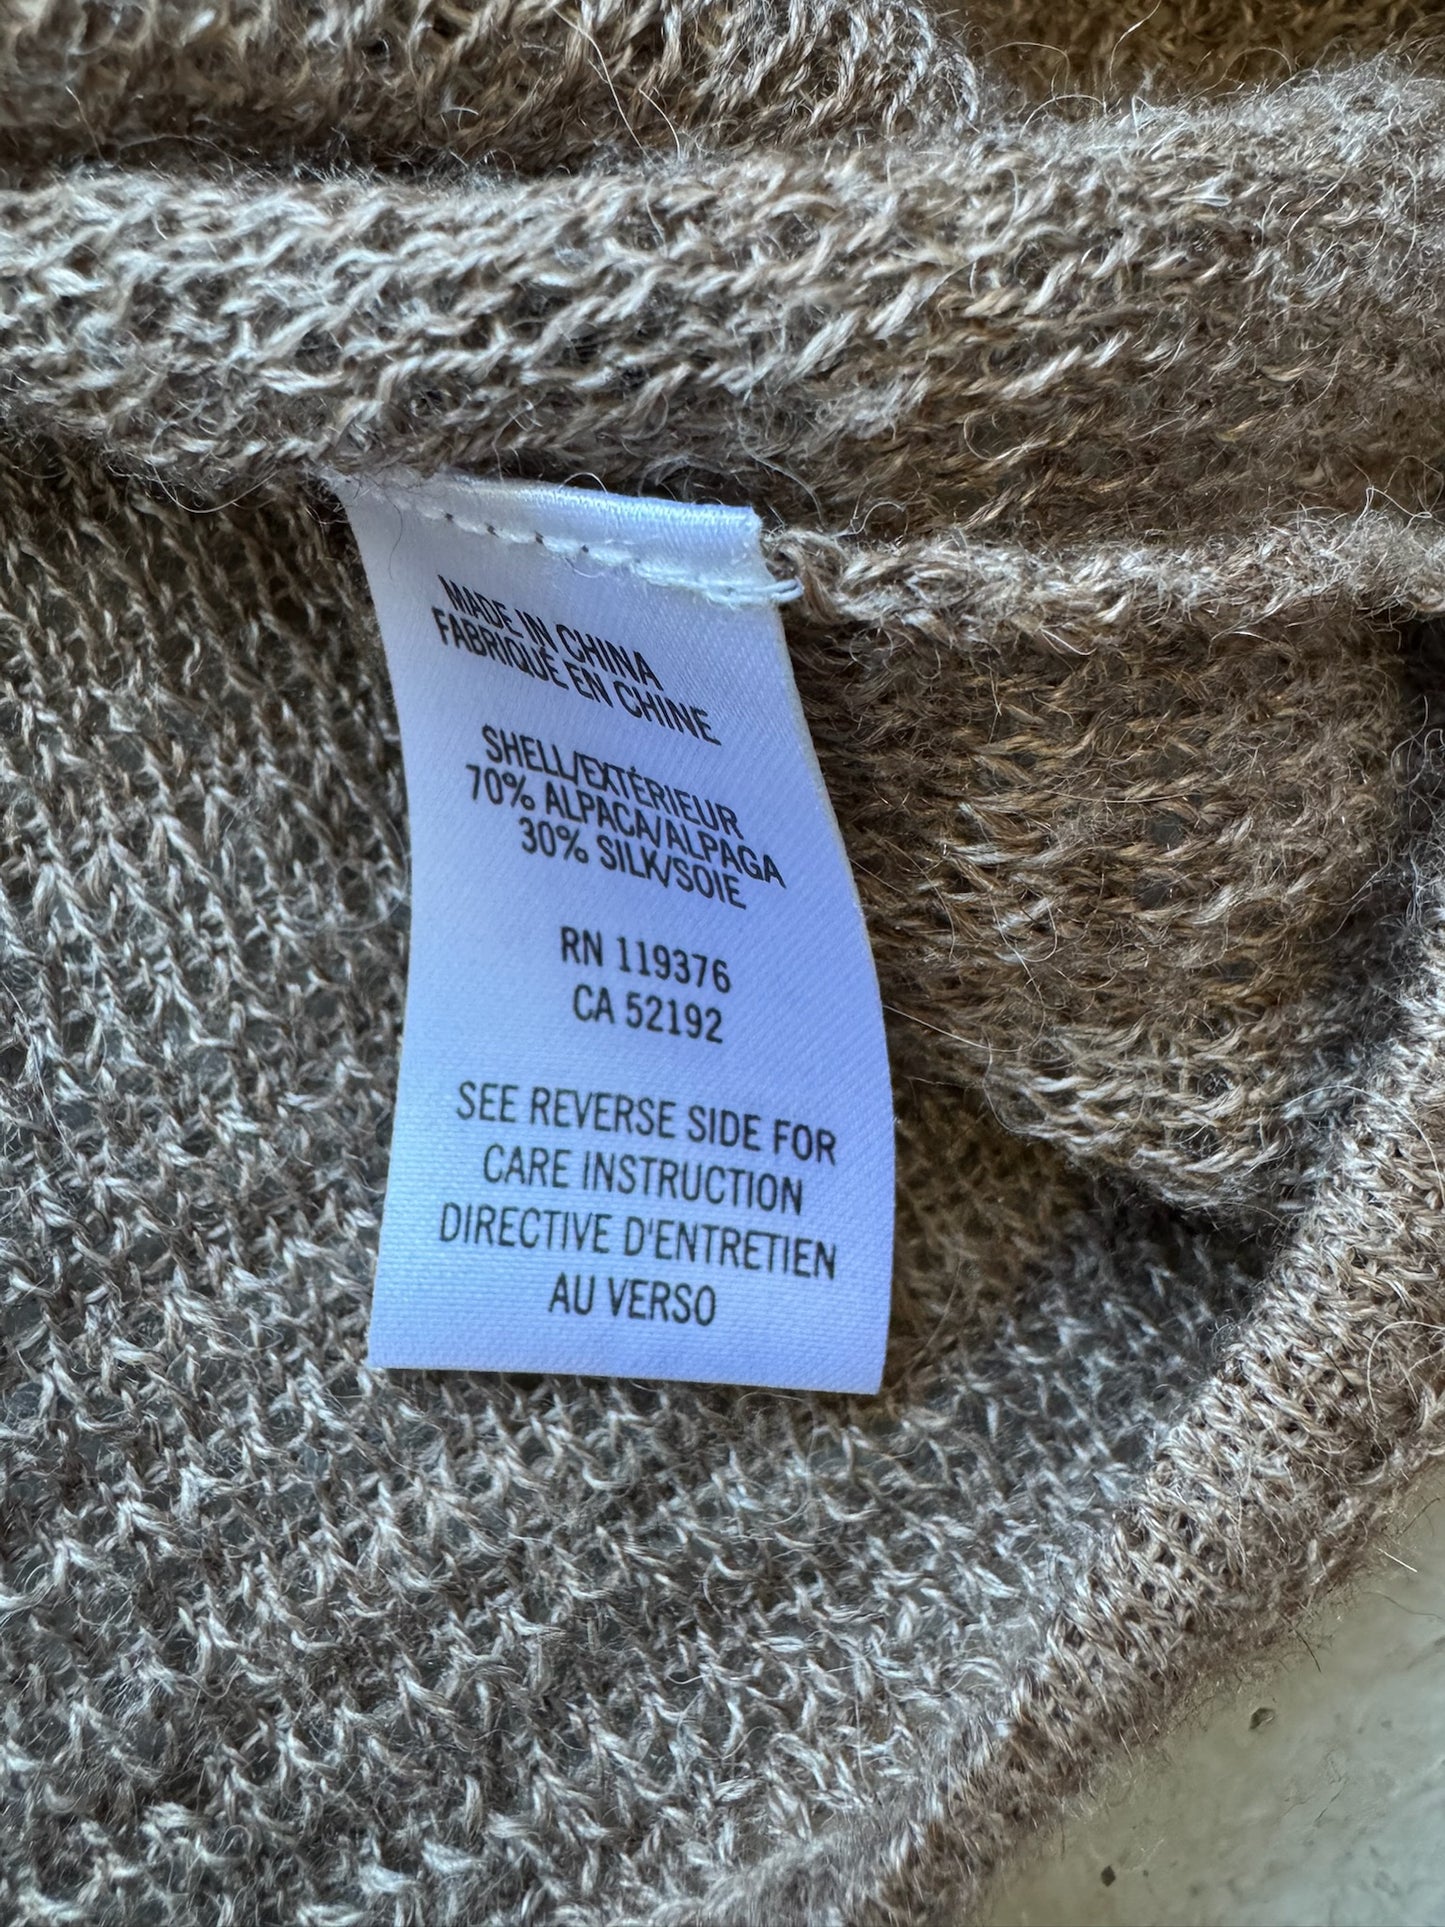 MADE IN CHINA
FABRIQUÉ EN CHINE
SHELL/EXTÉRIEUR
70% ALPACA/ALPAGA
30% SILK/SOIE
RN 119376
CA 52192
SEE REVERSE SIDE FOR
CARE INSTRUCTION
DIRECTIVE D'ENTRETIEN
AU VERSO